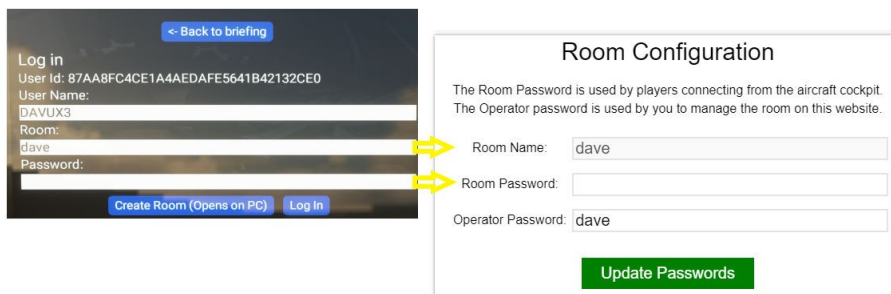 <- Back to briefing
Log in
User Id: 87AA8FC4CE1A4AEDAFE5641B42132CE0
User Name:
DAVUX3
Room:
dave
Password:
Create Room (Opens on PC)
Log In
Room Configuration
The Room Password is used by players connecting from the aircraft cockpit.
The Operator password is used by you to manage the room on this website.
Room Name: dave
Room Password:
Operator Password: dave
Update Passwords